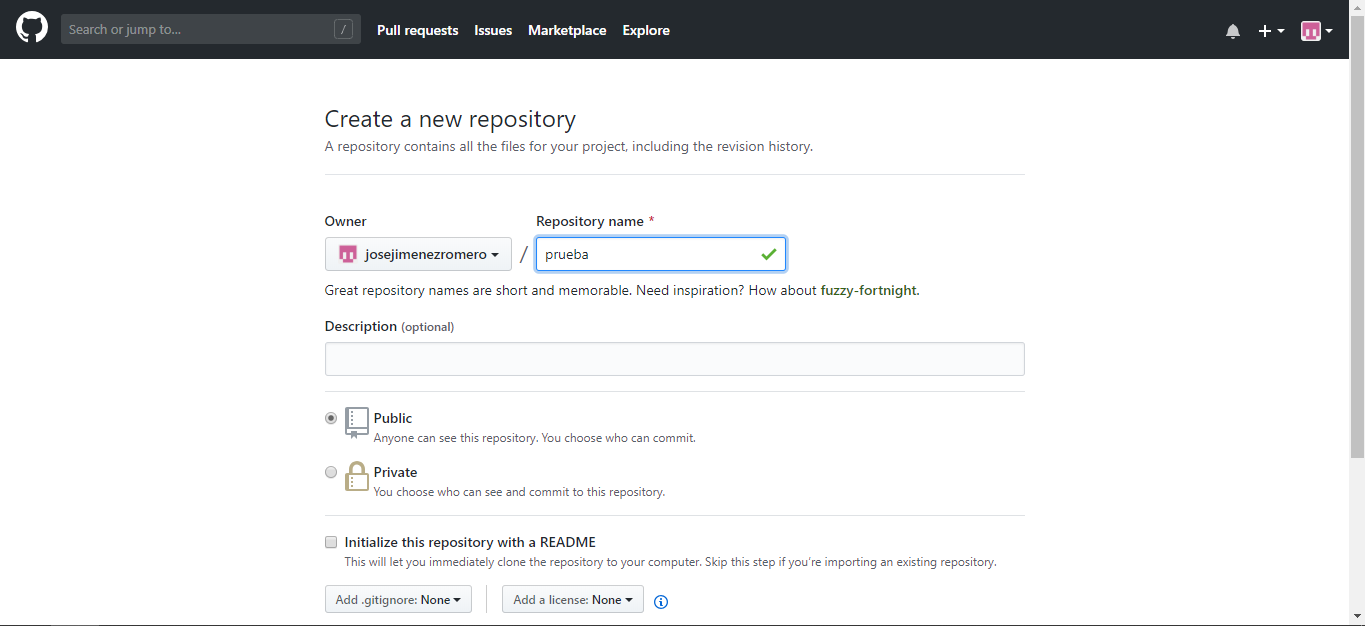 Search or jump to... /
Pull requests Issues Marketplace Explore
Create a new repository
A repository contains all the files for your project, including the revision history.
Owner Repository name *
josejimenezromero / prueba
Great repository names are short and memorable. Need inspiration? How about fuzzy-fortnight.
Description (optional)
Public
Anyone can see this repository. You choose who can commit.
Private
You choose who can see and commit to this repository.
Initialize this repository with a README
This will let you immediately clone the repository to your computer. Skip this step if you're importing an existing repository.
Add .gitignore: None Add a license: None